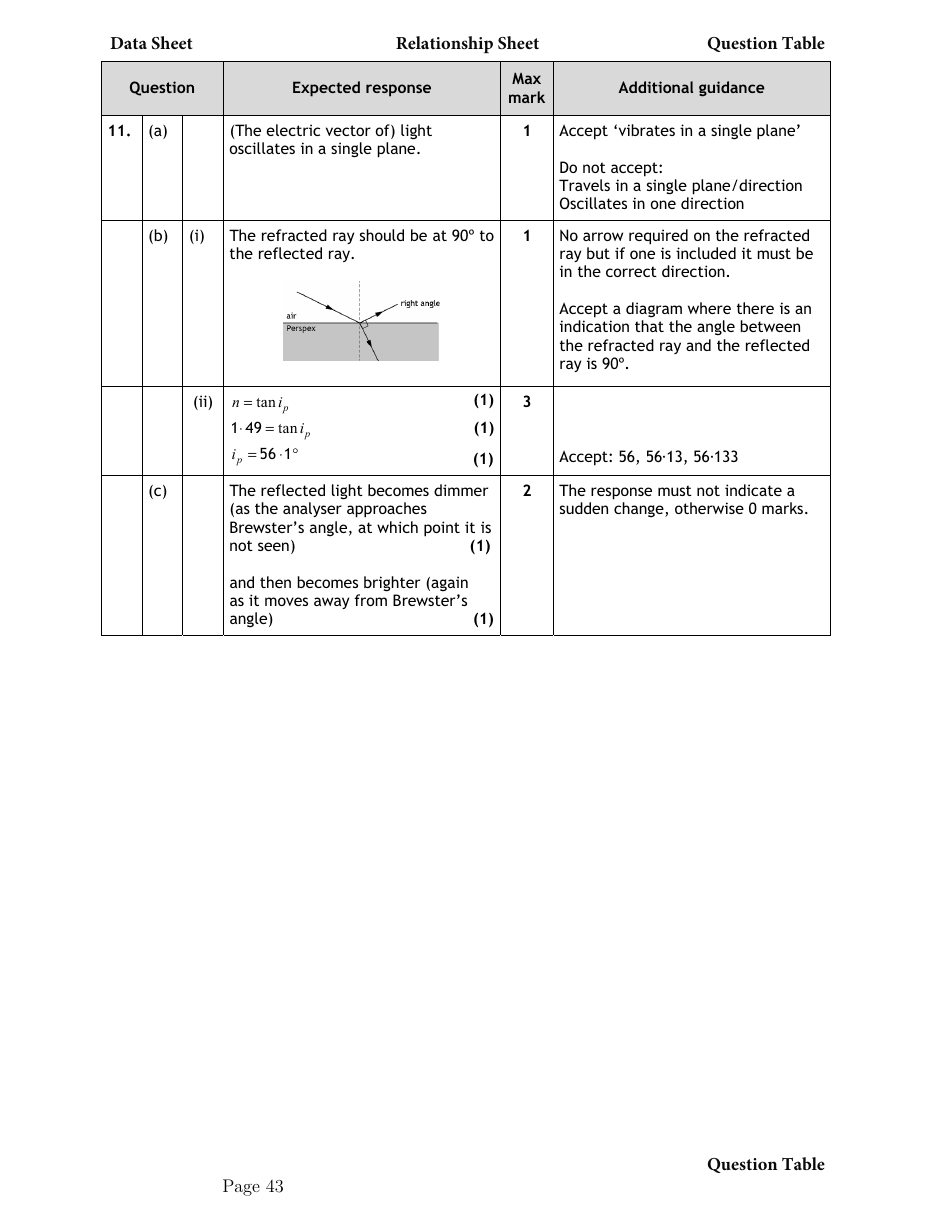 Data Sheet Relationship Sheet Question Table
Question Expected response Max mark Additional guidance
11. (a) (The electric vector of) light
oscillates in a single plane.
1
Accept ‘vibrates in a single plane’
Do not accept:
Travels in a single plane/direction
Oscillates in one direction
(b) (i) The refracted ray should be at 90º to
the reflected ray.
right angle
air
Perspex
1
No arrow required on the refracted
ray but if one is included it must be
in the correct direction.
Accept a diagram where there is an
indication that the angle between
the refracted ray and the reflected
ray is 90º.
(ii) n = tan i_p (1)
1·49 = tan i_p (1)
i_p = 56·1° (1)
3
Accept: 56, 56·13, 56·133
(c) The reflected light becomes dimmer
(as the analyser approaches
Brewster’s angle, at which point it is
not seen) (1)
and then becomes brighter (again
as it moves away from Brewster’s
angle) (1)
2
The response must not indicate a
sudden change, otherwise 0 marks.
Question Table
Page 43